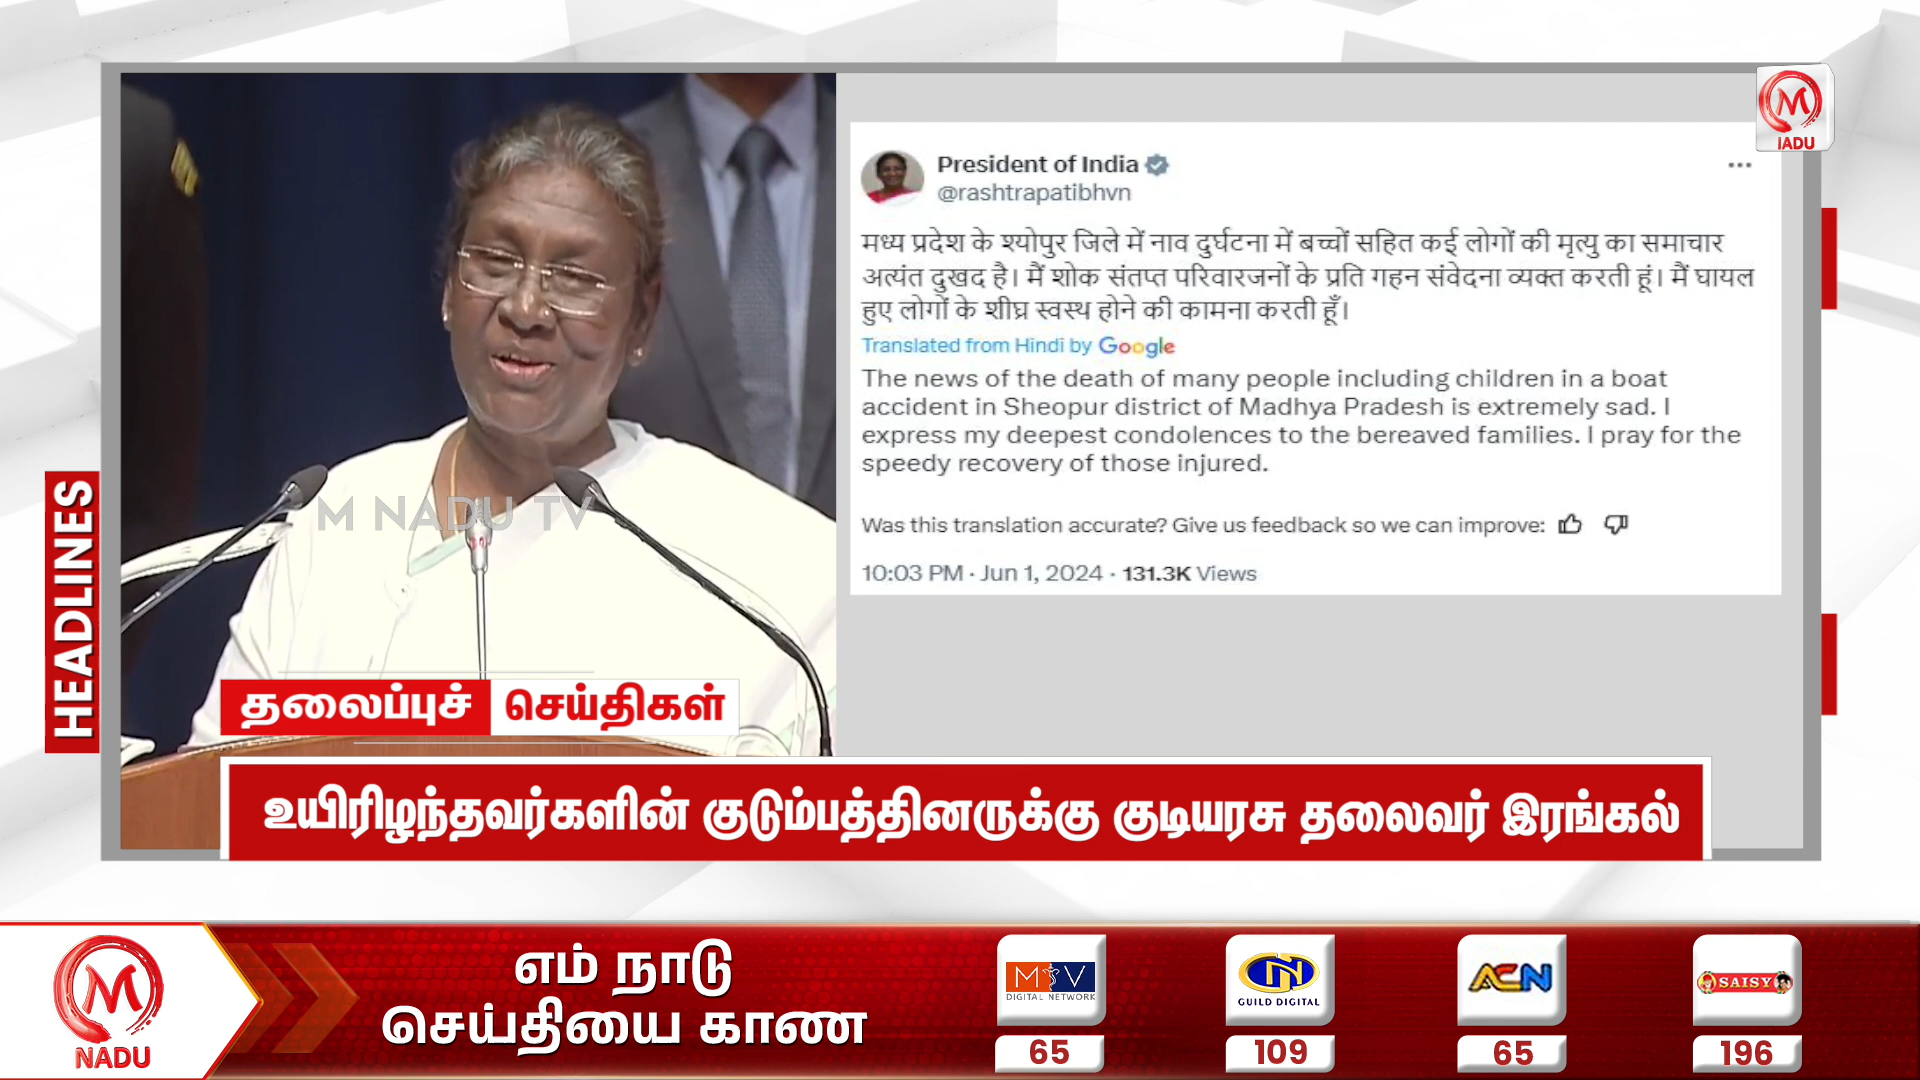 President of India
@rashtrapatibhvn
मध्य प्रदेश के श्योपुर जिले में नाव दुर्घटना में बच्चों सहित कई लोगों की मृत्यु का समाचार
अत्यंत दुखद है। मैं शोक संतप्त परिवारजनों के प्रति गहन संवेदना व्यक्त करती हूं। मैं घायल
हुए लोगों के शीघ्र स्वस्थ होने की कामना करती हूँ।
Translated from Hindi by Google
The news of the death of many people including children in a boat
accident in Sheopur district of Madhya Pradesh is extremely sad. I
express my deepest condolences to the bereaved families. I pray for the
speedy recovery of those injured.
Was this translation accurate? Give us feedback so we can improve:
10:03 PM · Jun 1, 2024 · 131.3K Views
M
IADU
M NADU TV
HEADLINES
தலைப்புச் செய்திகள்
உயிரிழந்தவர்களின் குடும்பத்தினருக்கு குடியரசு தலைவர் இரங்கல்
M
NADU
எம் நாடு
செய்தியை காண
M V
DIGITAL NETWORK
65
GUILD DIGITAL
109
ACN
65
SAISY
196